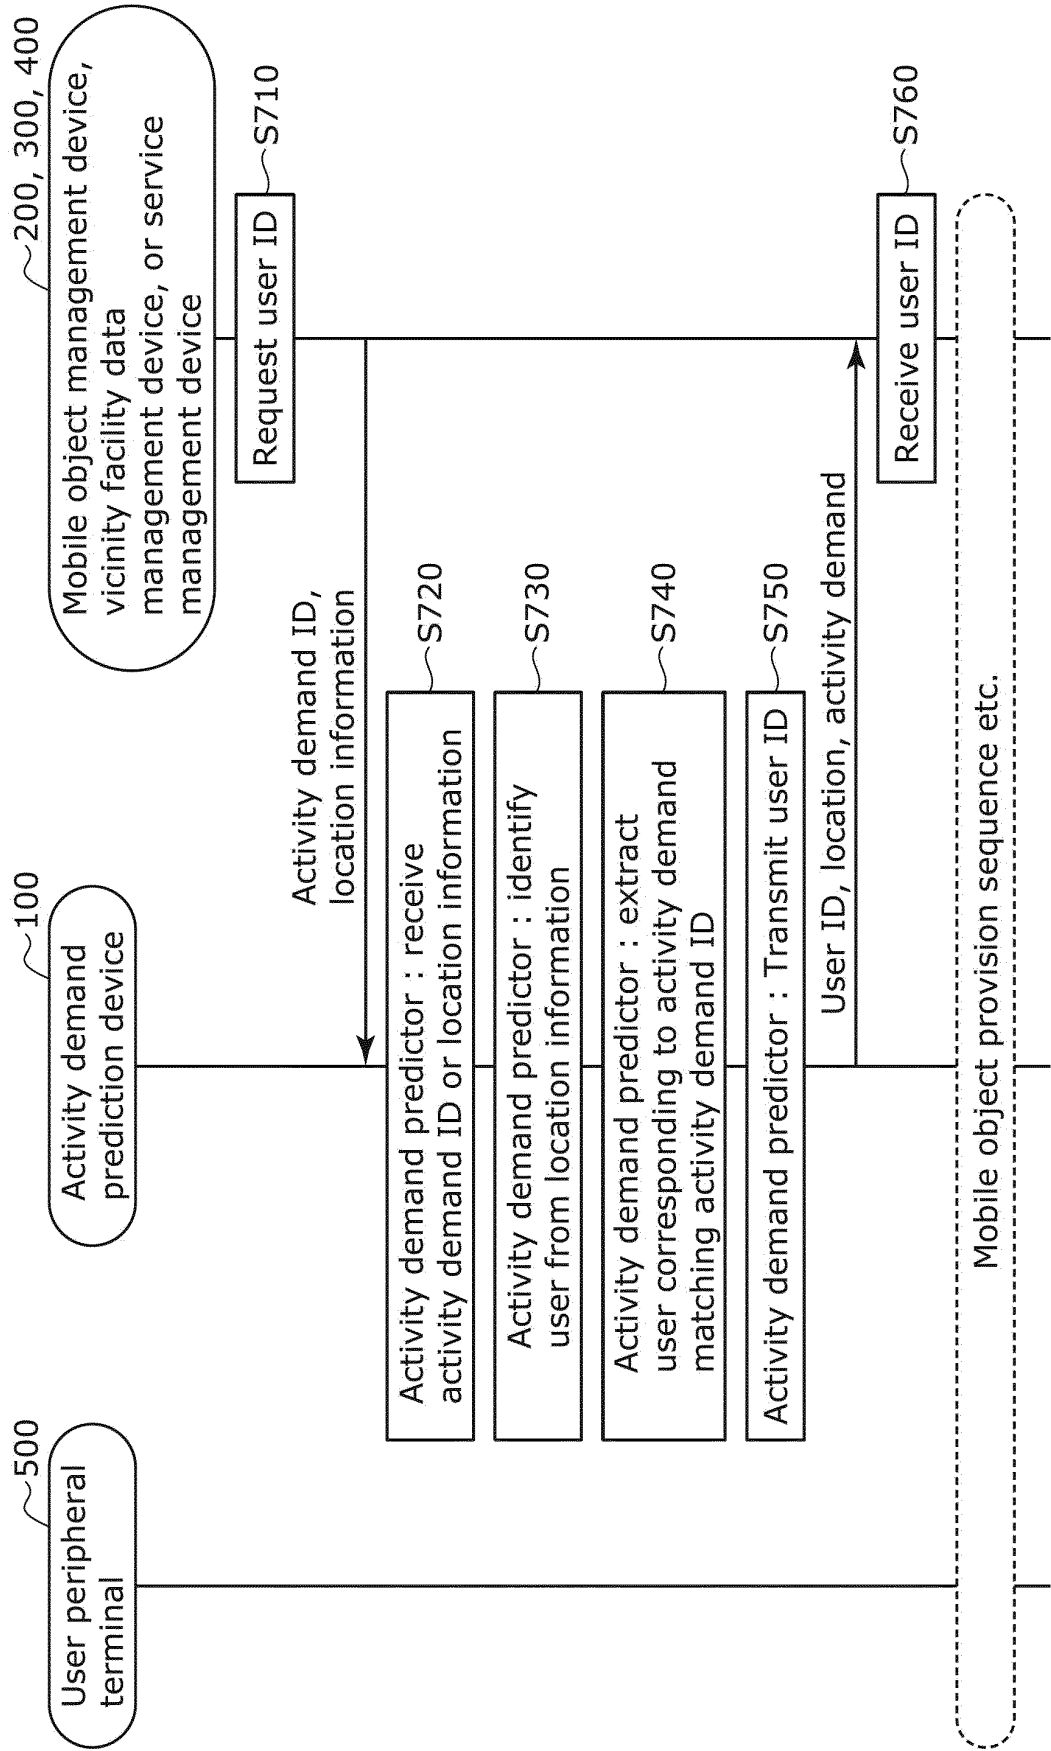 500
User peripheral
terminal
100
Activity demand
prediction device
200, 300, 400
Mobile object management device,
vicinity facility data
management device, or service
management device
Request user ID
S710
Activity demand ID,
location information
Activity demand predictor : receive
activity demand ID or location information
S720
Activity demand predictor : identify
user from location information
S730
Activity demand predictor : extract
user corresponding to activity demand
matching activity demand ID
S740
Activity demand predictor : Transmit user ID
S750
User ID, location, activity demand
Receive user ID
S760
Mobile object provision sequence etc.